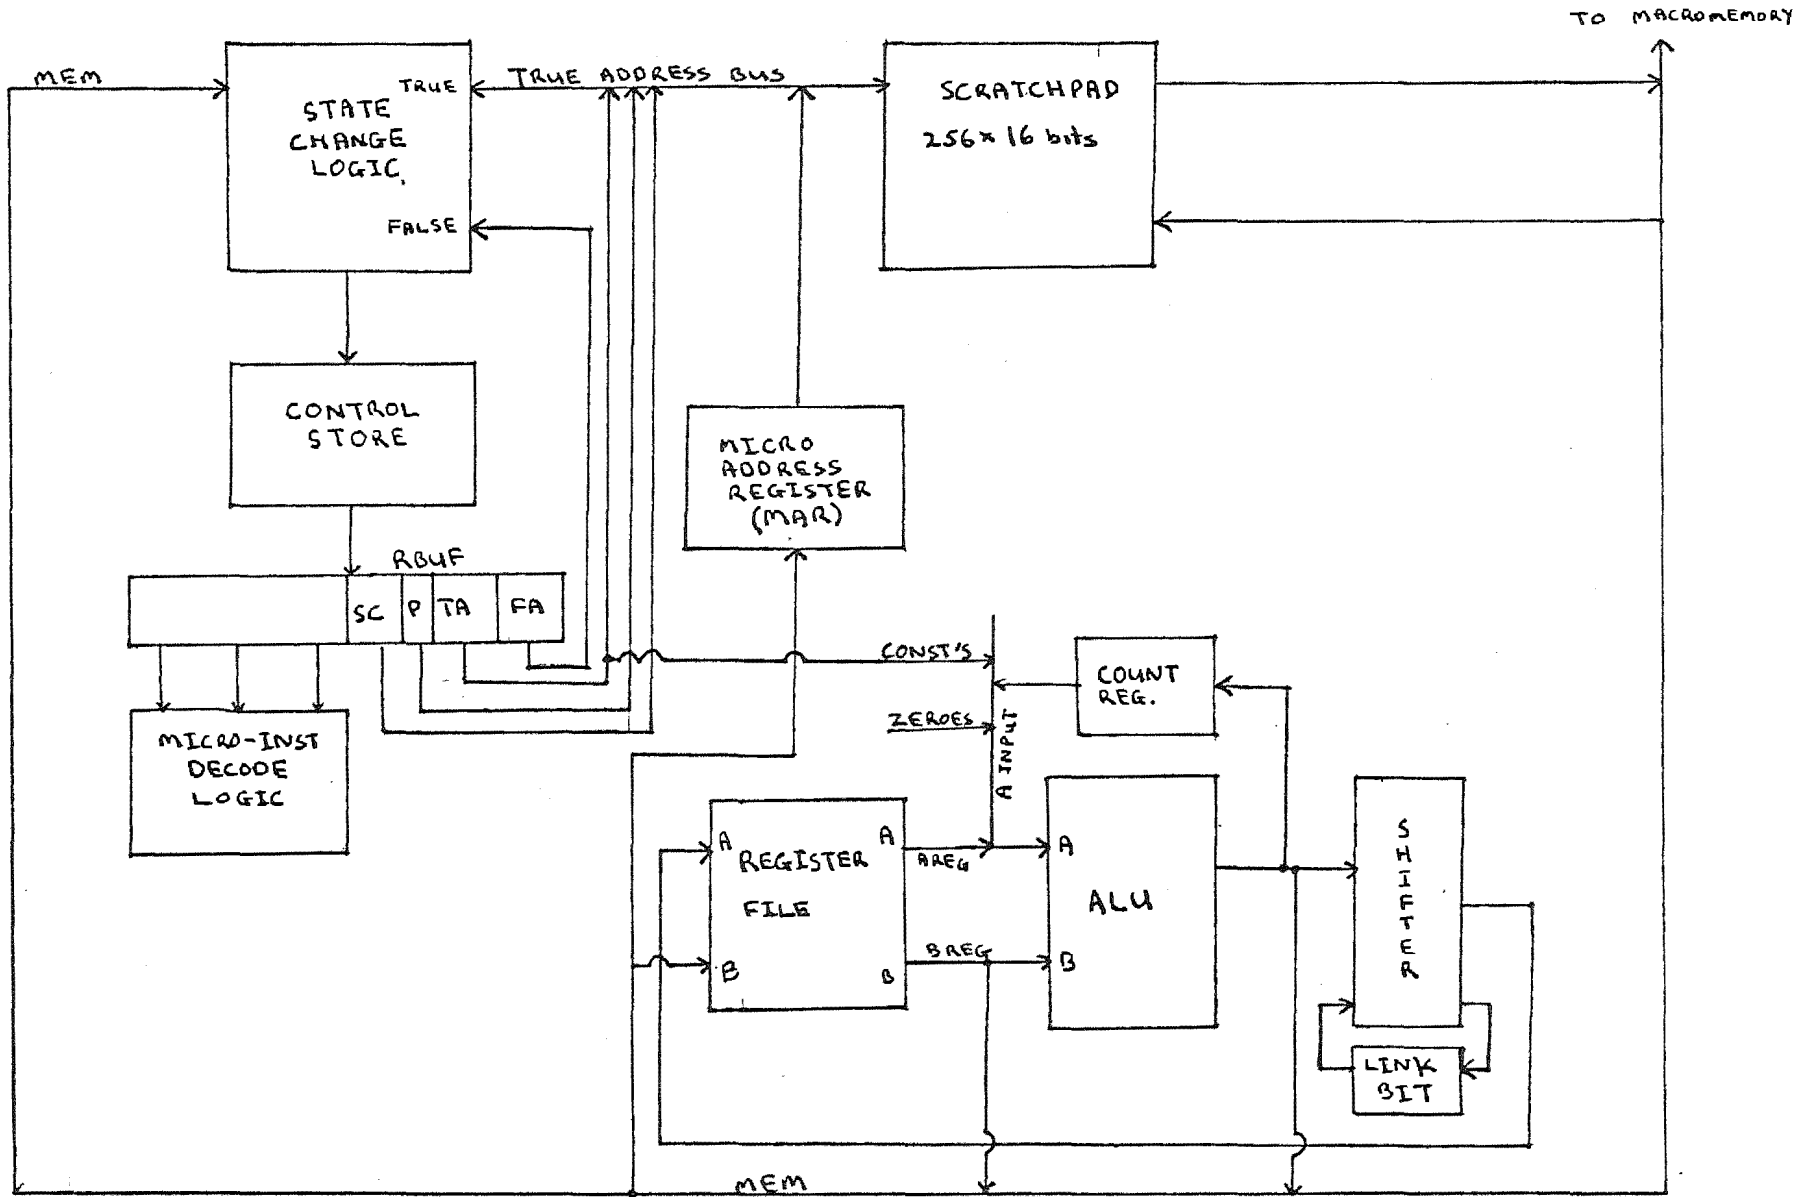 TO MACROMEMORY
MEM
TRUE
TRUE ADDRESS BUS
STATE
CHANGE
LOGIC
FALSE
SCRATCHPAD
256 x 16 bits
CONTROL
STORE
MICRO
ADDRESS
REGISTER
(MAR)
RBUF
SC P TA FA
CONST'S
COUNT
REG.
ZEROES
A INPUT
MICRO-INST
DECODE
LOGIC
A
REGISTER
FILE
B
A
AREG
BREG
B
A
ALU
B
SHIFTER
LINK
BIT
MEM